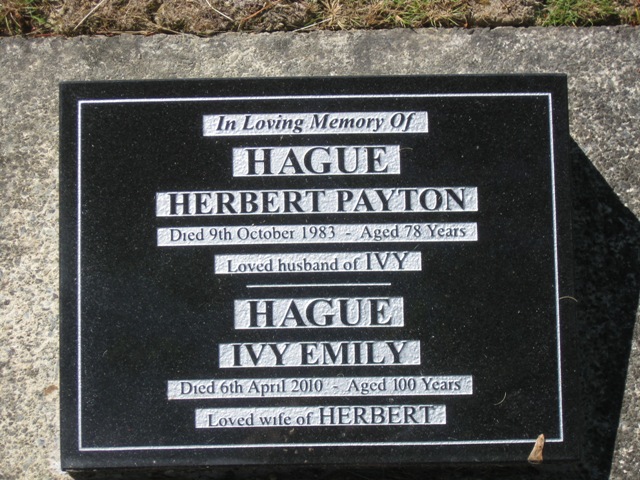 In Loving Memory Of
HAGUE
HERBERT PAYTON
Died 9th October 1983 - Aged 78 Years
Loved husband of IVY
HAGUE
IVY EMILY
Died 6th April 2010 - Aged 100 Years
Loved wife of HERBERT